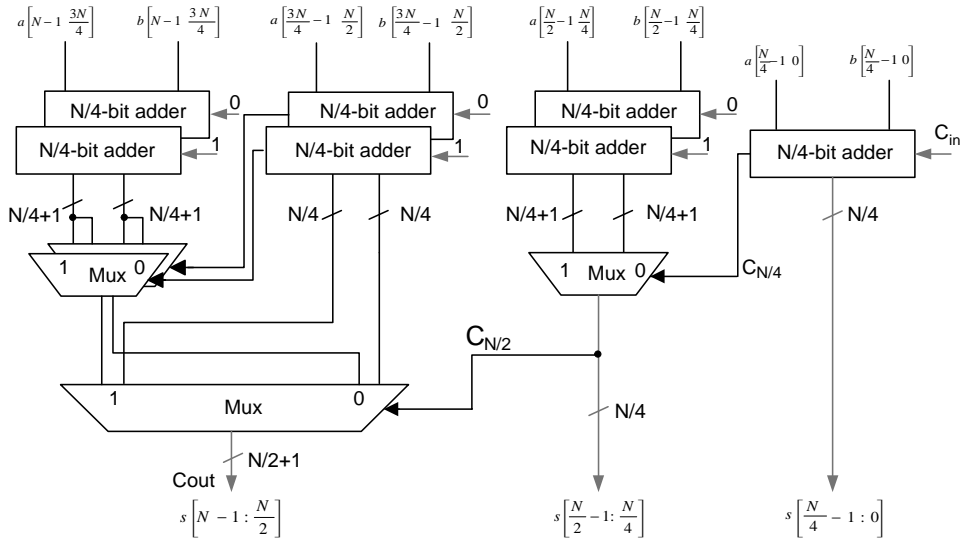 a[N-1 3N/4] b[N-1 3N/4] a[3N/4-1 N/2] b[3N/4-1 N/2] a[N/2-1 N/4] b[N/2-1 N/4]
a[N/4-1 0] b[N/4-1 0]
N/4-bit adder 0 N/4-bit adder 0 N/4-bit adder 0
N/4-bit adder 1 N/4-bit adder 1 N/4-bit adder 1 N/4-bit adder Cin
N/4+1 N/4+1 N/4 N/4 N/4+1 N/4+1 N/4
1 Mux 0 1 Mux 0 CN/4
CN/2
1 Mux 0
N/4
N/2+1
Cout
s[N-1:N/2] s[N/2-1:N/4] s[N/4-1:0]